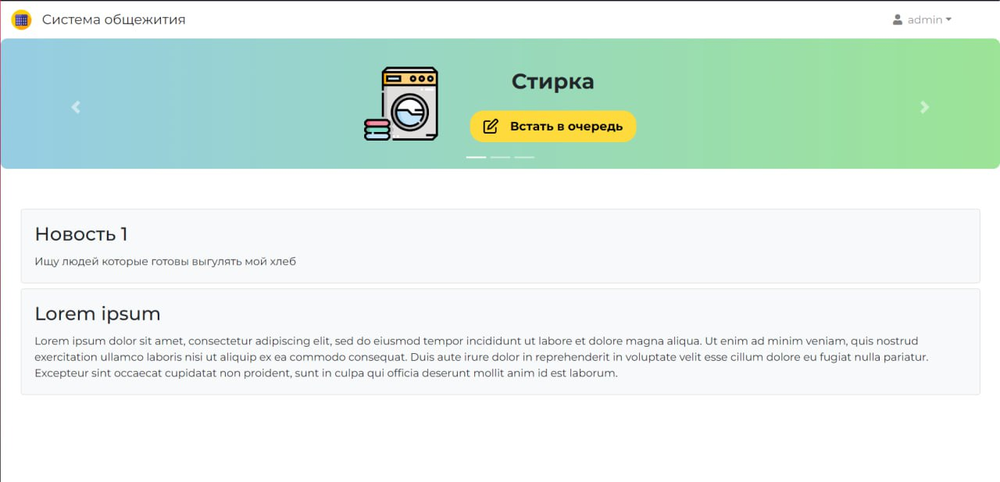 Система общежития
admin
Стирка
Встать в очередь
Новость 1
Ищу людей которые готовы выгулять мой хлеб
Lorem ipsum
Lorem ipsum dolor sit amet, consectetur adipiscing elit, sed do eiusmod tempor incididunt ut labore et dolore magna aliqua. Ut enim ad minim veniam, quis nostrud
exercitation ullamco laboris nisi ut aliquip ex ea commodo consequat. Duis aute irure dolor in reprehenderit in voluptate velit esse cillum dolore eu fugiat nulla pariatur.
Excepteur sint occaecat cupidatat non proident, sunt in culpa qui officia deserunt mollit anim id est laborum.